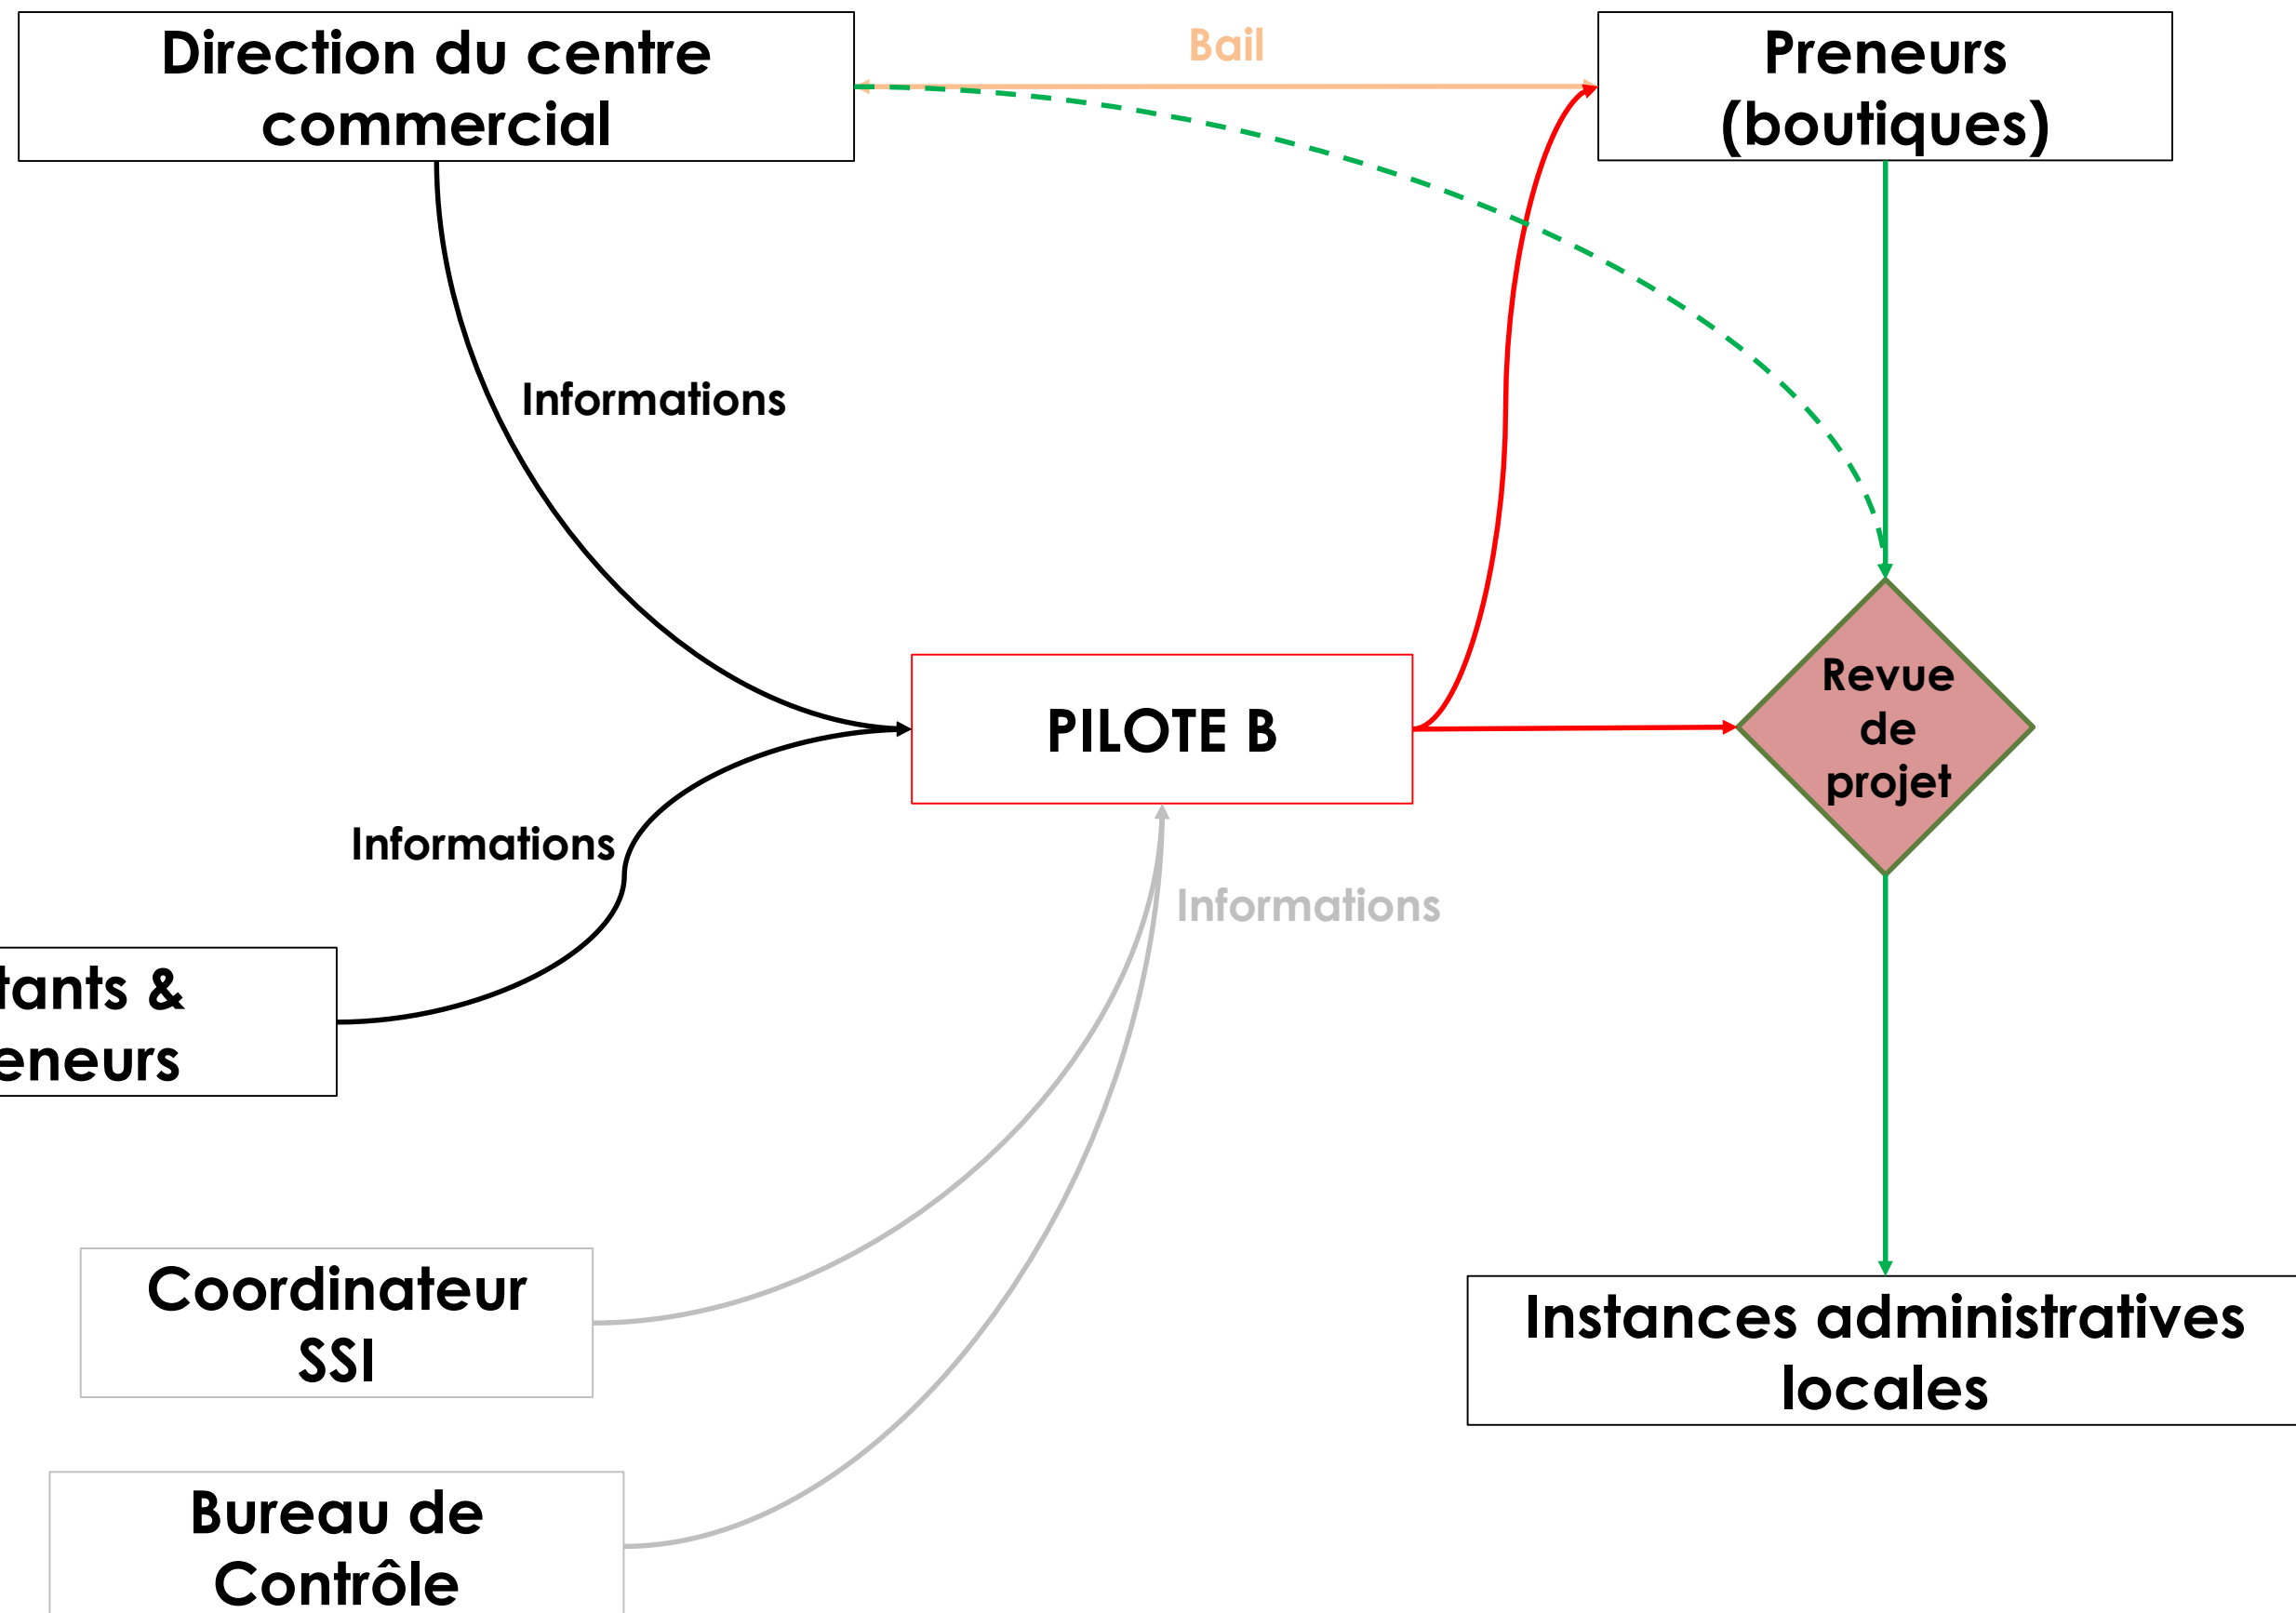 Direction du centre
commercial
Bail
Preneurs
(boutiques)
Informations
PILOTE B
Revue
de
projet
Informations
Informations
tants &
eneurs
Coordinateur
SSI
Instances administratives
locales
Bureau de
Contrôle